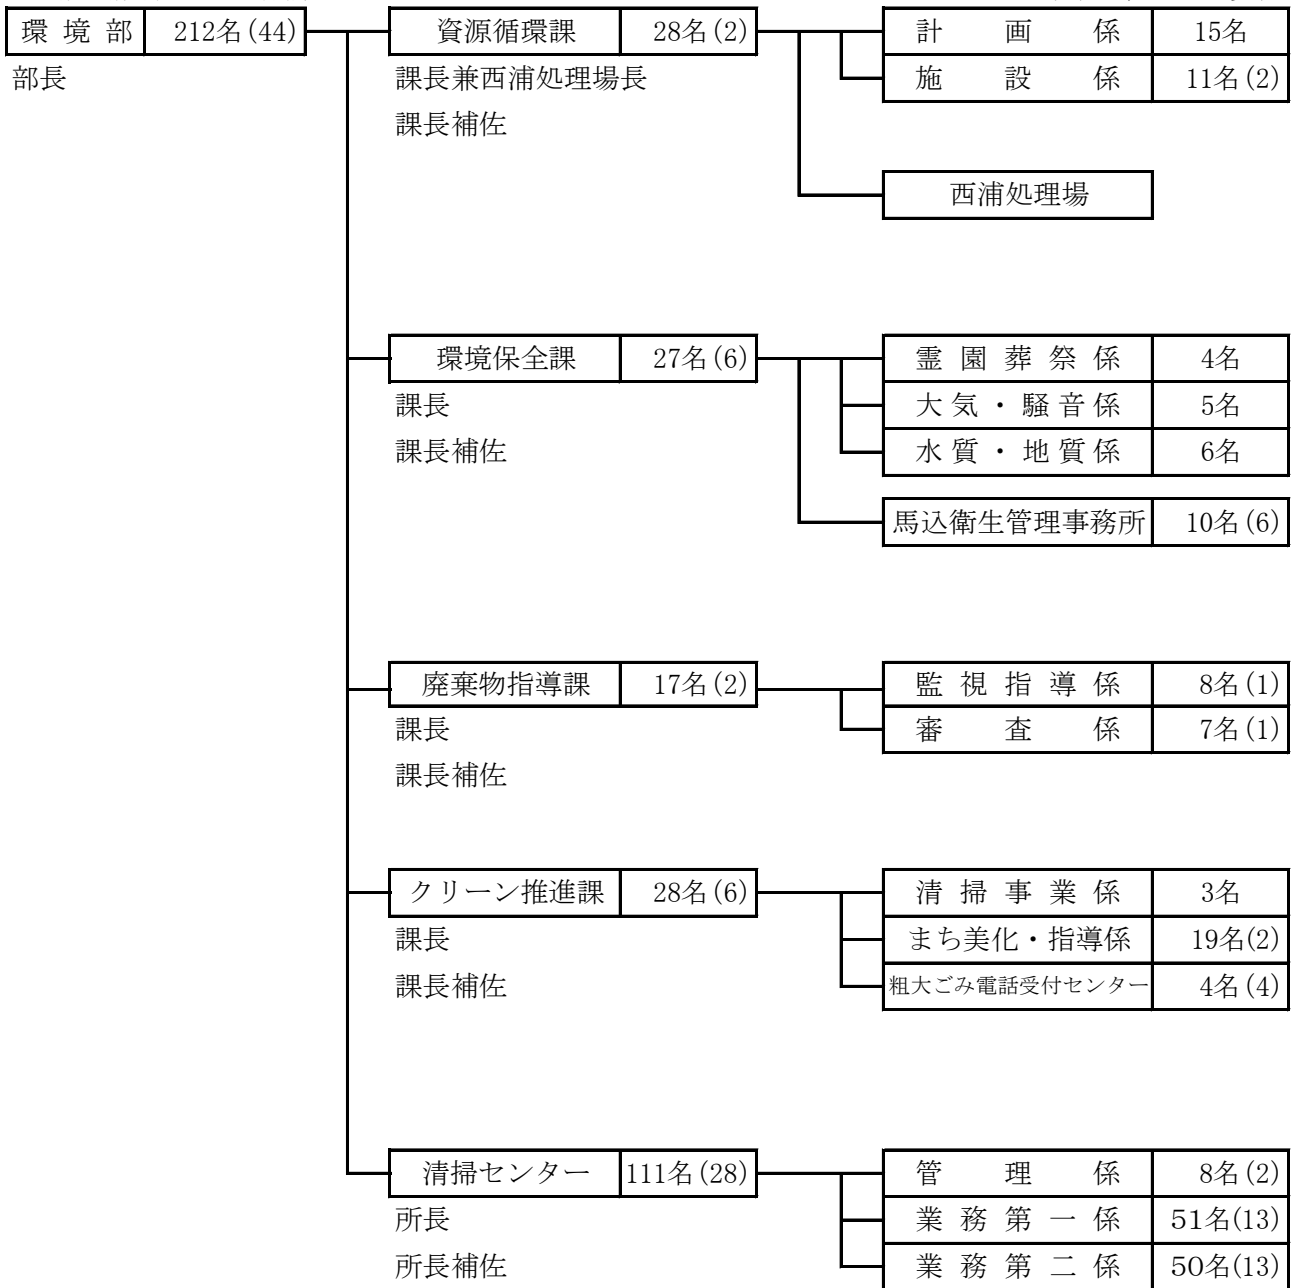 環境部 212名(44) 資源循環課 28名(2) 計画係 15名
部長 課長兼西浦処理場長 施設係 11名(2)
課長補佐
西浦処理場
環境保全課 27名(6) 霊園葬祭係 4名
課長 大気・騒音係 5名
課長補佐 水質・地質係 6名
馬込衛生管理事務所 10名(6)
廃棄物指導課 17名(2) 監視指導係 8名(1)
課長 審査係 7名(1)
課長補佐
クリーン推進課 28名(6) 清掃事業係 3名
課長 まち美化・指導係 19名(2)
課長補佐 粗大ごみ電話受付センター 4名(4)
清掃センター 111名(28) 管理係 8名(2)
所長 業務第一係 51名(13)
所長補佐 業務第二係 50名(13)